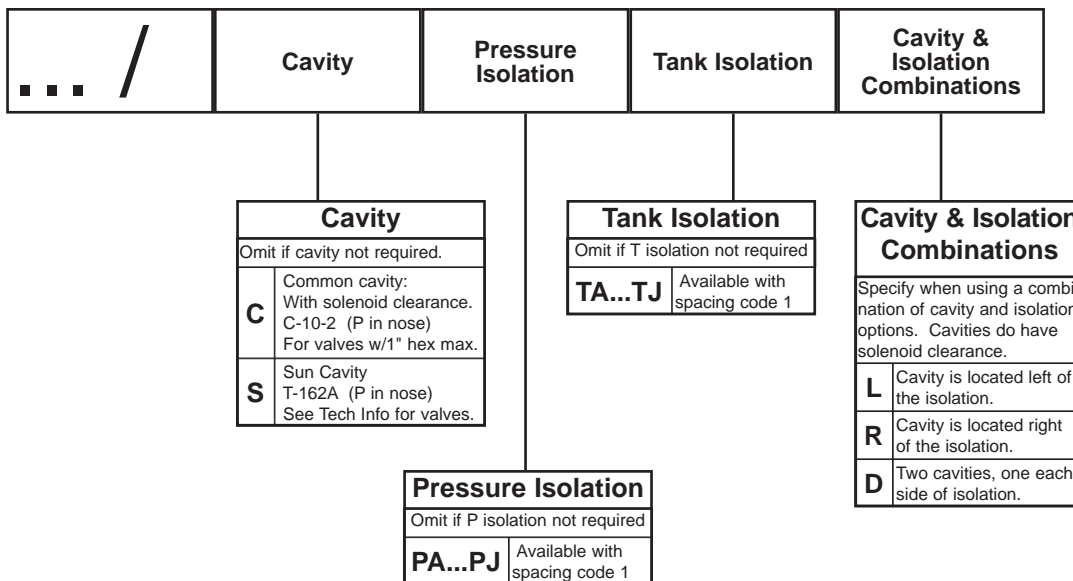 ... /
Cavity
Pressure
Isolation
Tank Isolation
Cavity &
Isolation
Combinations
Cavity
Omit if cavity not required.
C
Common cavity:
With solenoid clearance.
C-10-2 (P in nose)
For valves w/1" hex max.
S
Sun Cavity
T-162A (P in nose)
See Tech Info for valves.
Pressure Isolation
Omit if P isolation not required
PA...PJ
Available with
spacing code 1
Tank Isolation
Omit if T isolation not required
TA...TJ
Available with
spacing code 1
Cavity & Isolation
Combinations
Specify when using a combi
nation of cavity and isolation
options. Cavities do have
solenoid clearance.
L
Cavity is located left of
the isolation.
R
Cavity is located right
of the isolation.
D
Two cavities, one each
side of isolation.